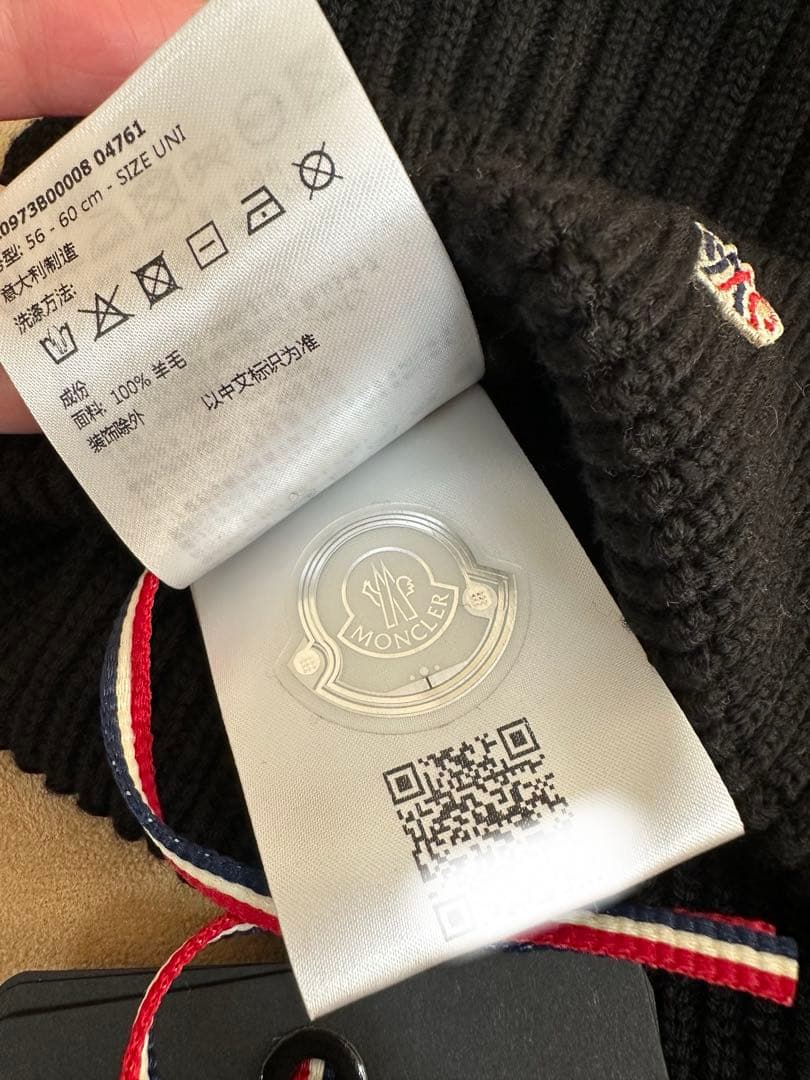 0973B00008 04761
型: 56 - 60 cm - SIZE UNI
意大利制造
洗涤方法:
成份
面料: 100% 羊毛
装饰除外
以中文标识为准
MONCLER